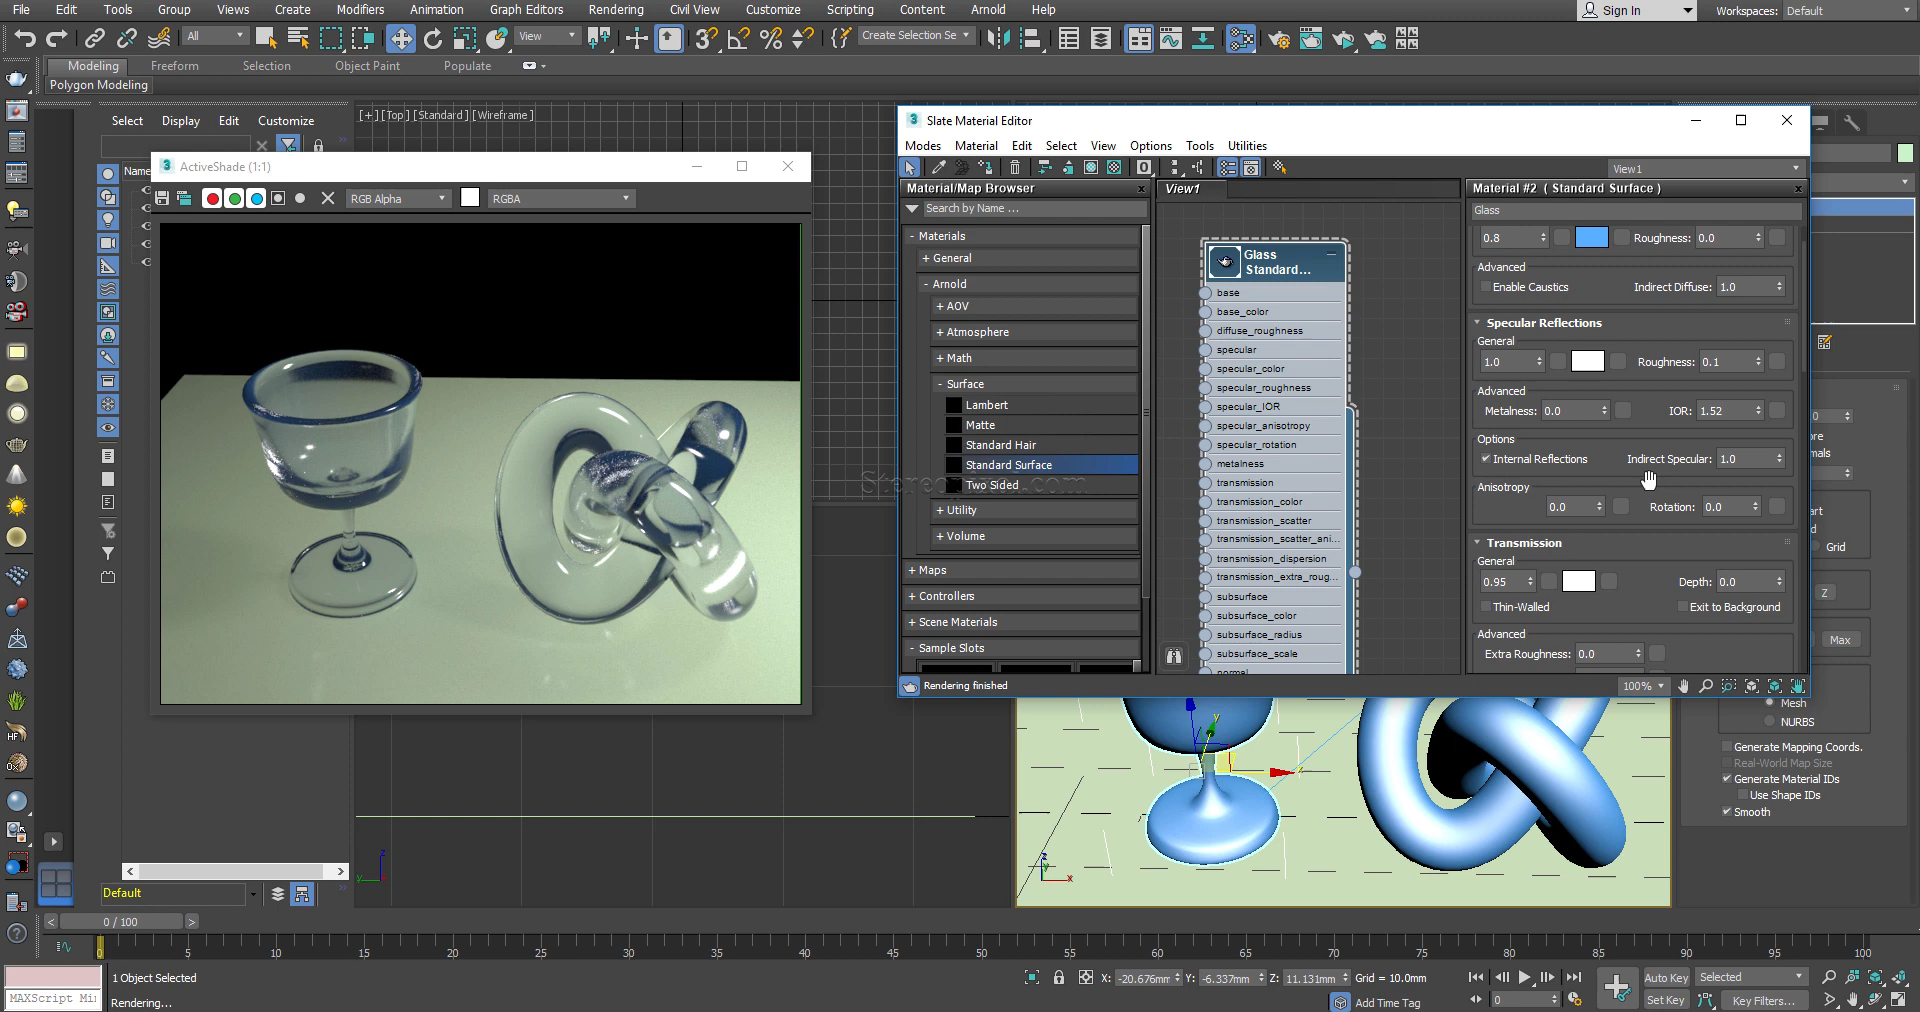 File Edit Tools Group Views Create Modifiers Animation Graph Editors Rendering Civil View Customize Scripting Content Arnold Help
Sign In Workspaces: Default
All View Create Selection Se
Modeling Freeform Selection Object Paint Populate
Polygon Modeling
Select Display Edit Customize
Name
[+][Top][Standard][Wireframe]
ActiveShade (1:1)
RGB Alpha RGBA
Slate Material Editor
Modes Material Edit Select View Options Tools Utilities
View1
Material/Map Browser
Search by Name ...
- Materials
+ General
- Arnold
+ AOV
+ Atmosphere
+ Math
- Surface
Lambert
Matte
Standard Hair
Standard Surface
Two Sided
+ Utility
+ Volume
+ Maps
+ Controllers
+ Scene Materials
- Sample Slots
Rendering finished
View1
Glass
Standard...
base
base_color
diffuse_roughness
specular
specular_color
specular_roughness
specular_IOR
specular_anisotropy
specular_rotation
metalness
transmission
transmission_color
transmission_scatter
transmission_scatter_ani...
transmission_dispersion
transmission_extra_roug...
subsurface
subsurface_color
subsurface_radius
subsurface_scale
normal
Material #2 ( Standard Surface )
Glass
0.8 Roughness: 0.0
Advanced
Enable Caustics Indirect Diffuse: 1.0
Specular Reflections
General
1.0 Roughness: 0.1
Advanced
Metalness: 0.0 IOR: 1.52
Options
Internal Reflections Indirect Specular: 1.0
Anisotropy
0.0 Rotation: 0.0
Transmission
General
0.95 Depth: 0.0
Thin-Walled Exit to Background
Advanced
Extra Roughness: 0.0
100%
Grid
Z
Max
Mesh
NURBS
Generate Mapping Coords.
Real-World Map Size
Generate Material IDs
Use Shape IDs
Smooth
z
y
x
Default
0 / 100
0 5 10 15 20 25 30 35 40 45 50 55 60 65 70 75 80 85 90 95 100
1 Object Selected
X: -20.676mm Y: -6.337mm Z: 11.131mm Grid = 10.0mm
Auto Key Selected
MAXScript Mi
Rendering...
Add Time Tag
0
Set Key Key Filters...